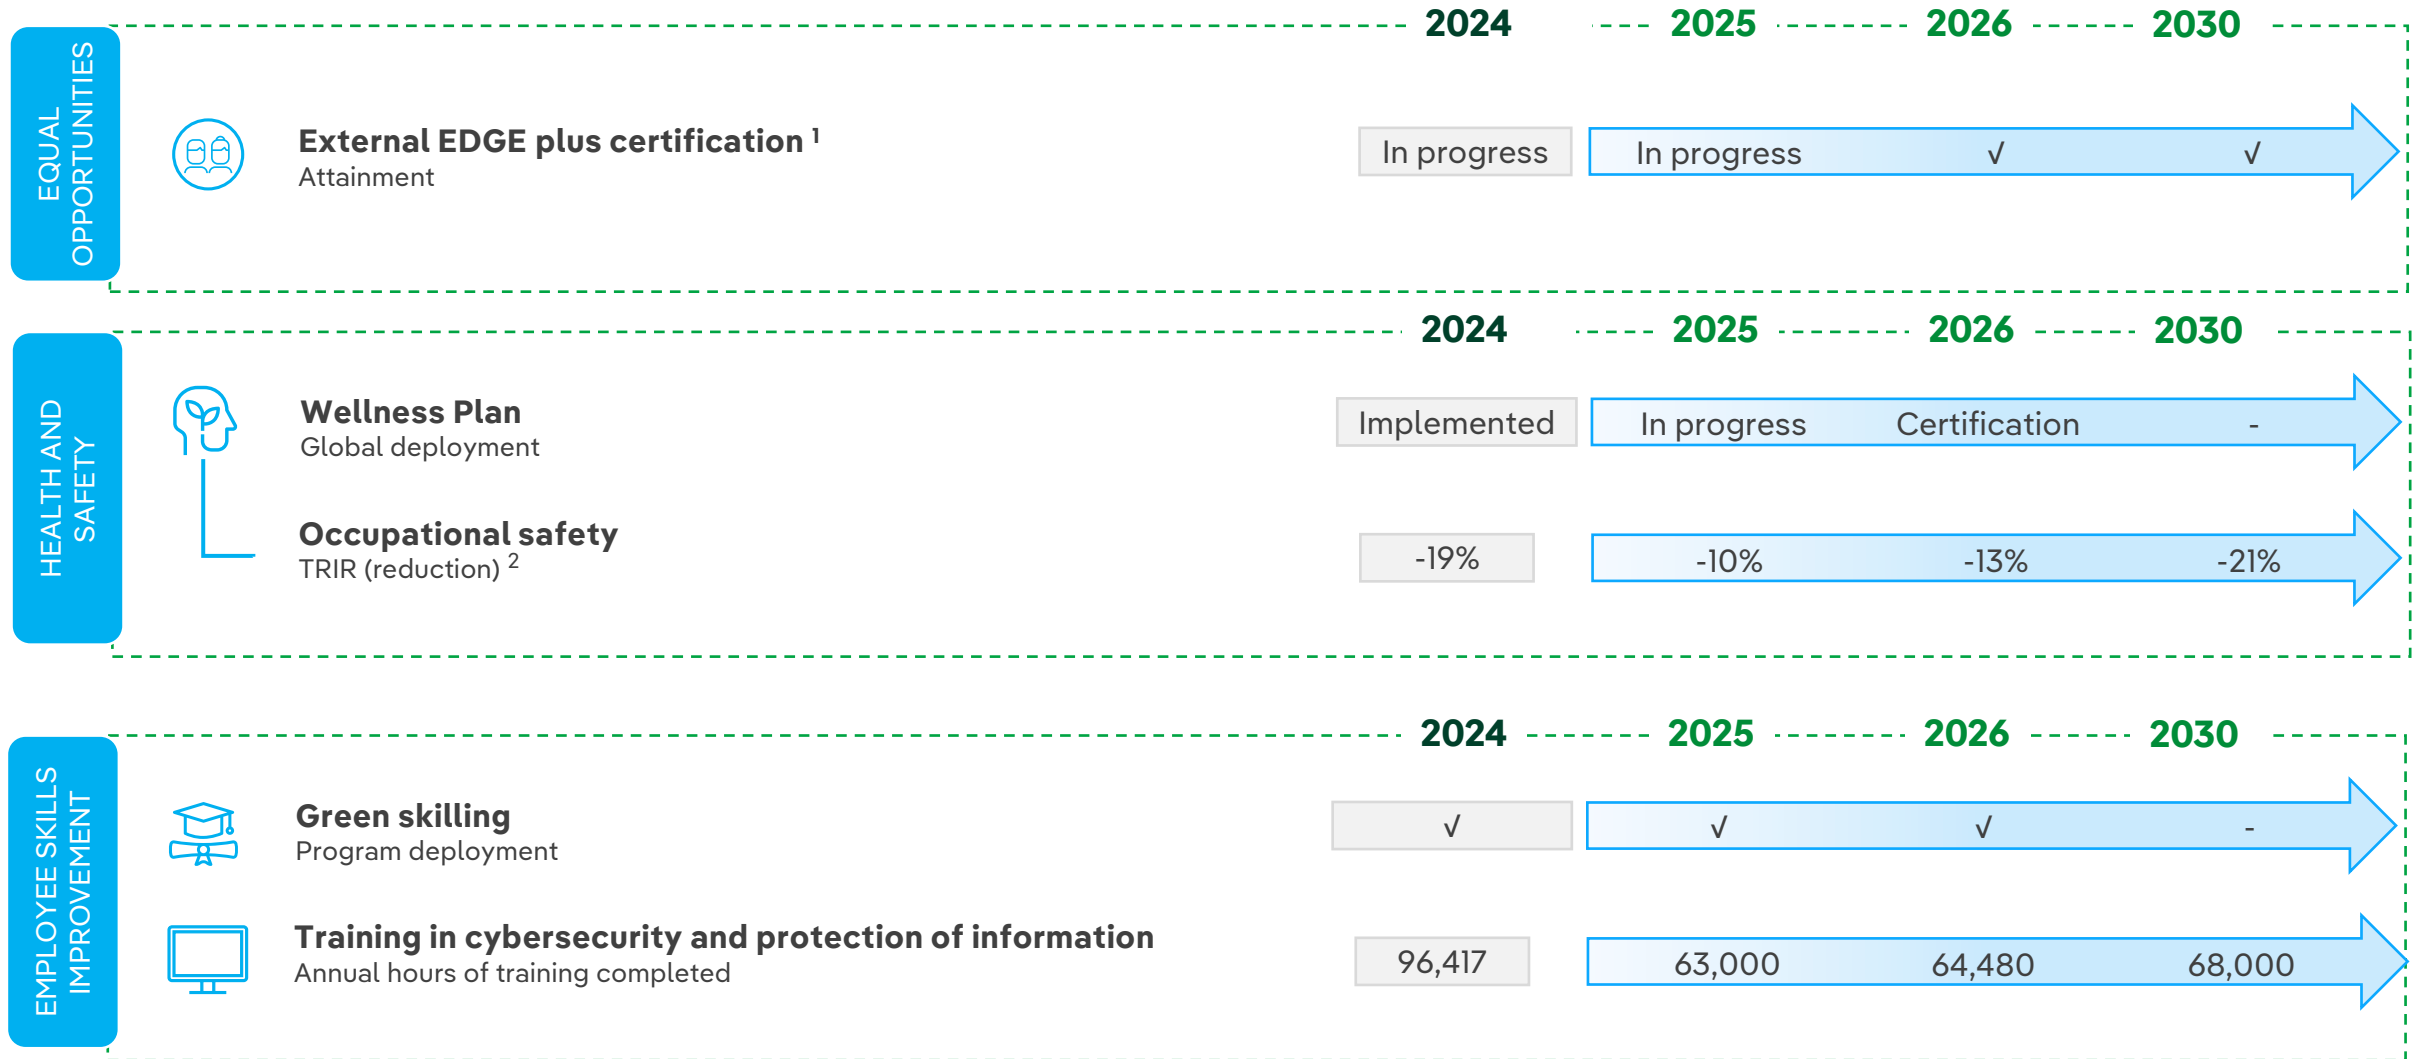 EQUAL
OPPORTUNITIES
2024 2025 2026 2030
External EDGE plus certification 1
Attainment
In progress In progress √ √
HEALTH AND
SAFETY
2024 2025 2026 2030
Wellness Plan
Global deployment
Implemented In progress Certification -
Occupational safety
TRIR (reduction) 2
-19% -10% -13% -21%
EMPLOYEE SKILLS
IMPROVEMENT
2024 2025 2026 2030
Green skilling
Program deployment
√ √ √ -
Training in cybersecurity and protection of information
Annual hours of training completed
96,417 63,000 64,480 68,000